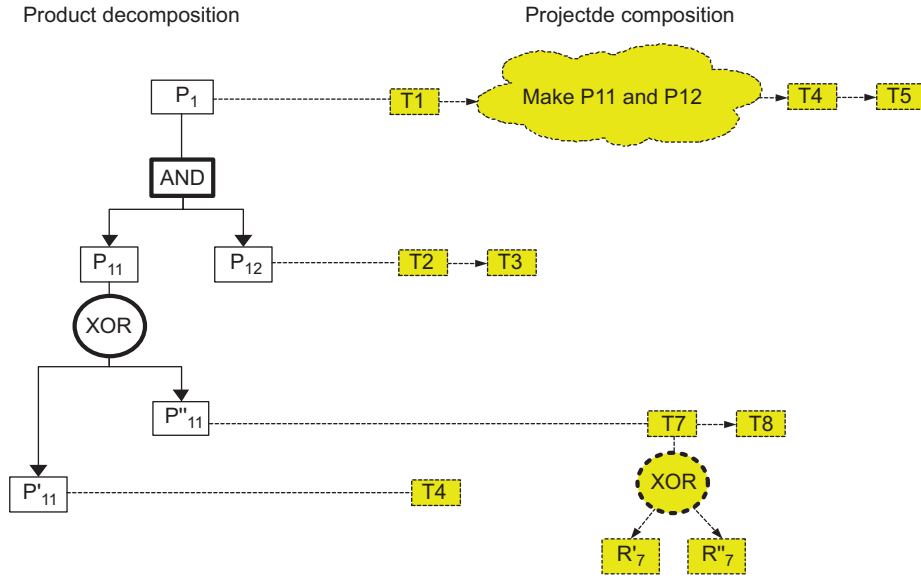 Product decomposition
Projectde composition
P1
T1
Make P11 and P12
T4
T5
AND
P11
P12
T2
T3
XOR
P"11
T7
T8
P'11
T4
XOR
R'7
R"7